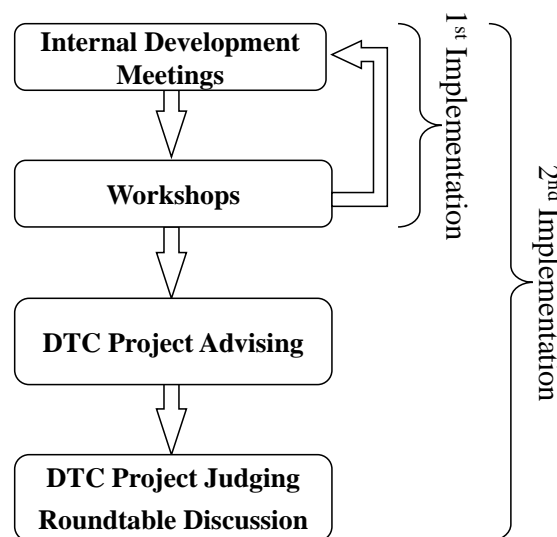 Internal Development
Meetings
Workshops
DTC Project Advising
DTC Project Judging
Roundtable Discussion
1st Implementation
2nd Implementation